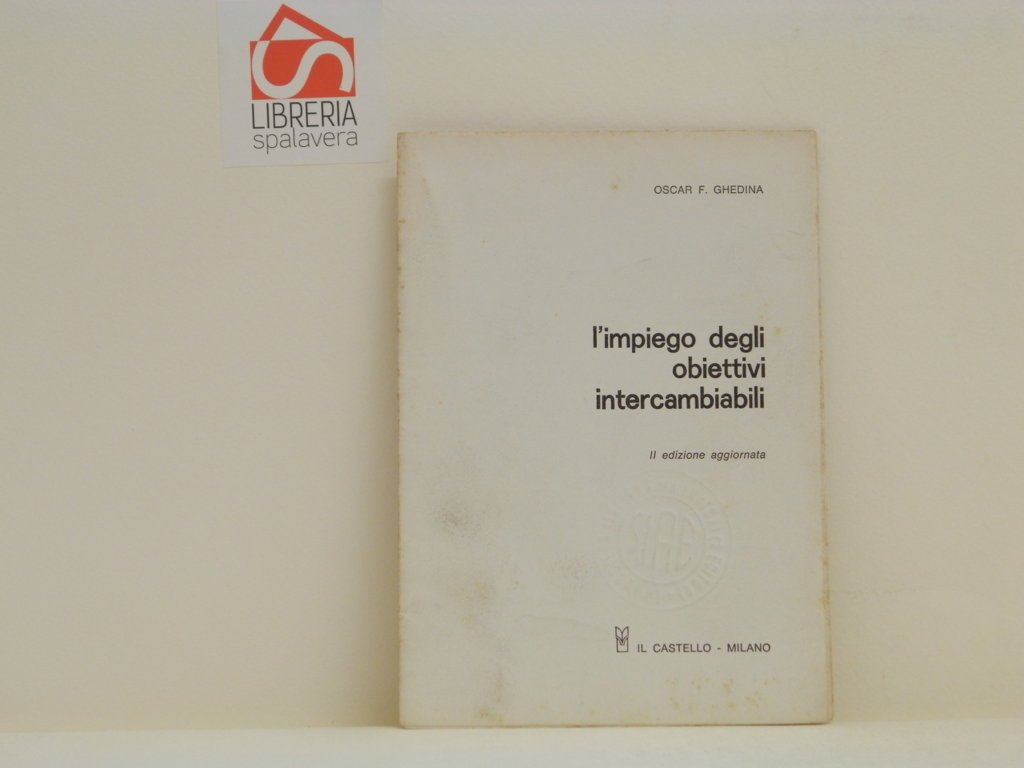 LIBRERIA
spalavera
OSCAR F. GHEDINA
l'impiego degli
obiettivi
intercambiabili
II edizione aggiornata
IL CASTELLO - MILANO